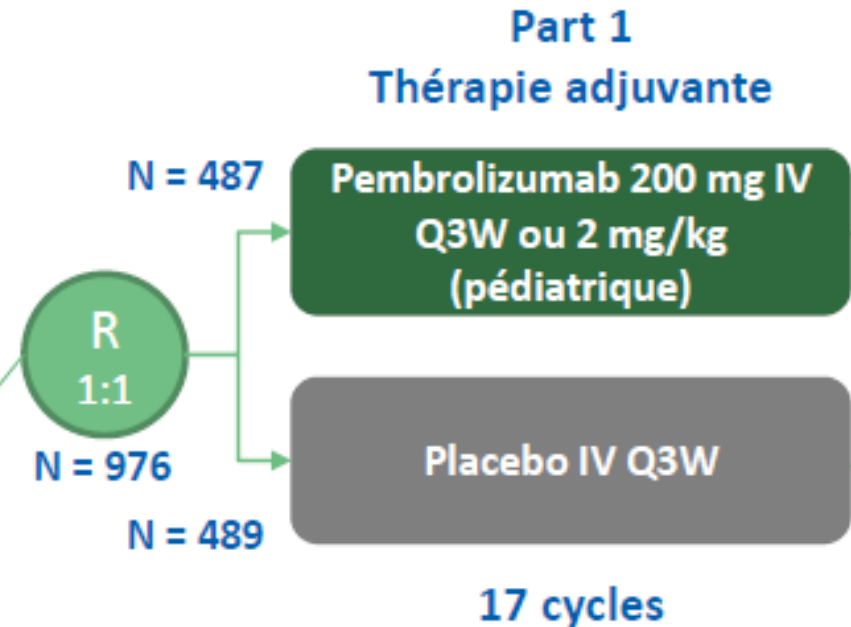 Part 1
Thérapie adjuvante
N = 487
Pembrolizumab 200 mg IV
Q3W ou 2 mg/kg
(pédiatrique)
R
1:1
N = 976
Placebo IV Q3W
N = 489
17 cycles